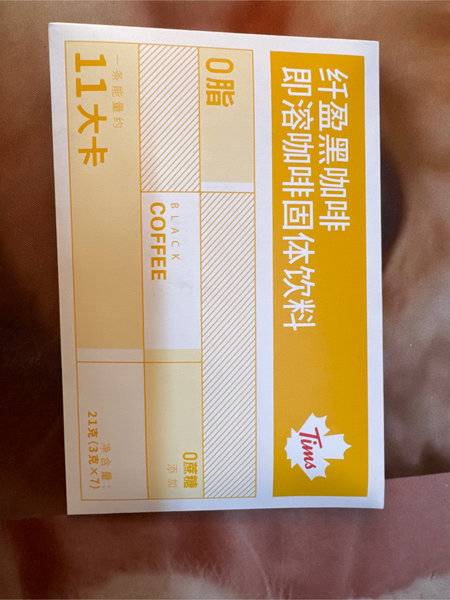 Tims
纤盈黑咖啡
即溶咖啡固体饮料
0脂
0蔗糖
添加
BLACK
COFFEE
一条能量约
11大卡
净含量:
21克(3克×7)